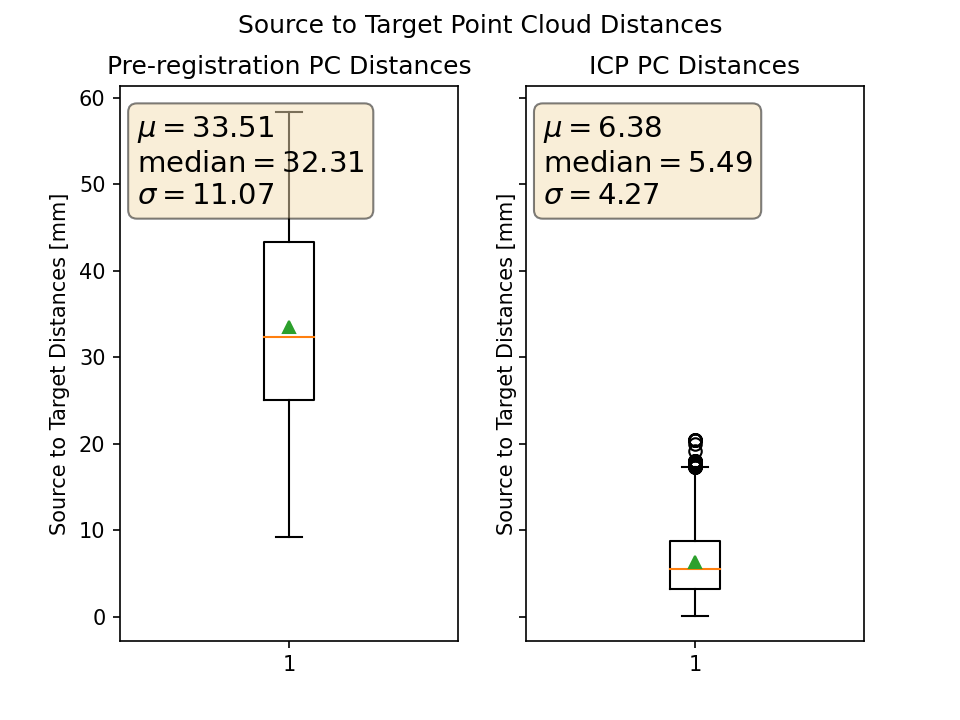 Source to Target Point Cloud Distances
Pre-registration PC Distances
Source to Target Distances [mm]
60
50
40
30
20
10
0
μ = 33.51
median = 32.31
σ = 11.07
1
ICP PC Distances
Source to Target Distances [mm]
μ = 6.38
median = 5.49
σ = 4.27
1